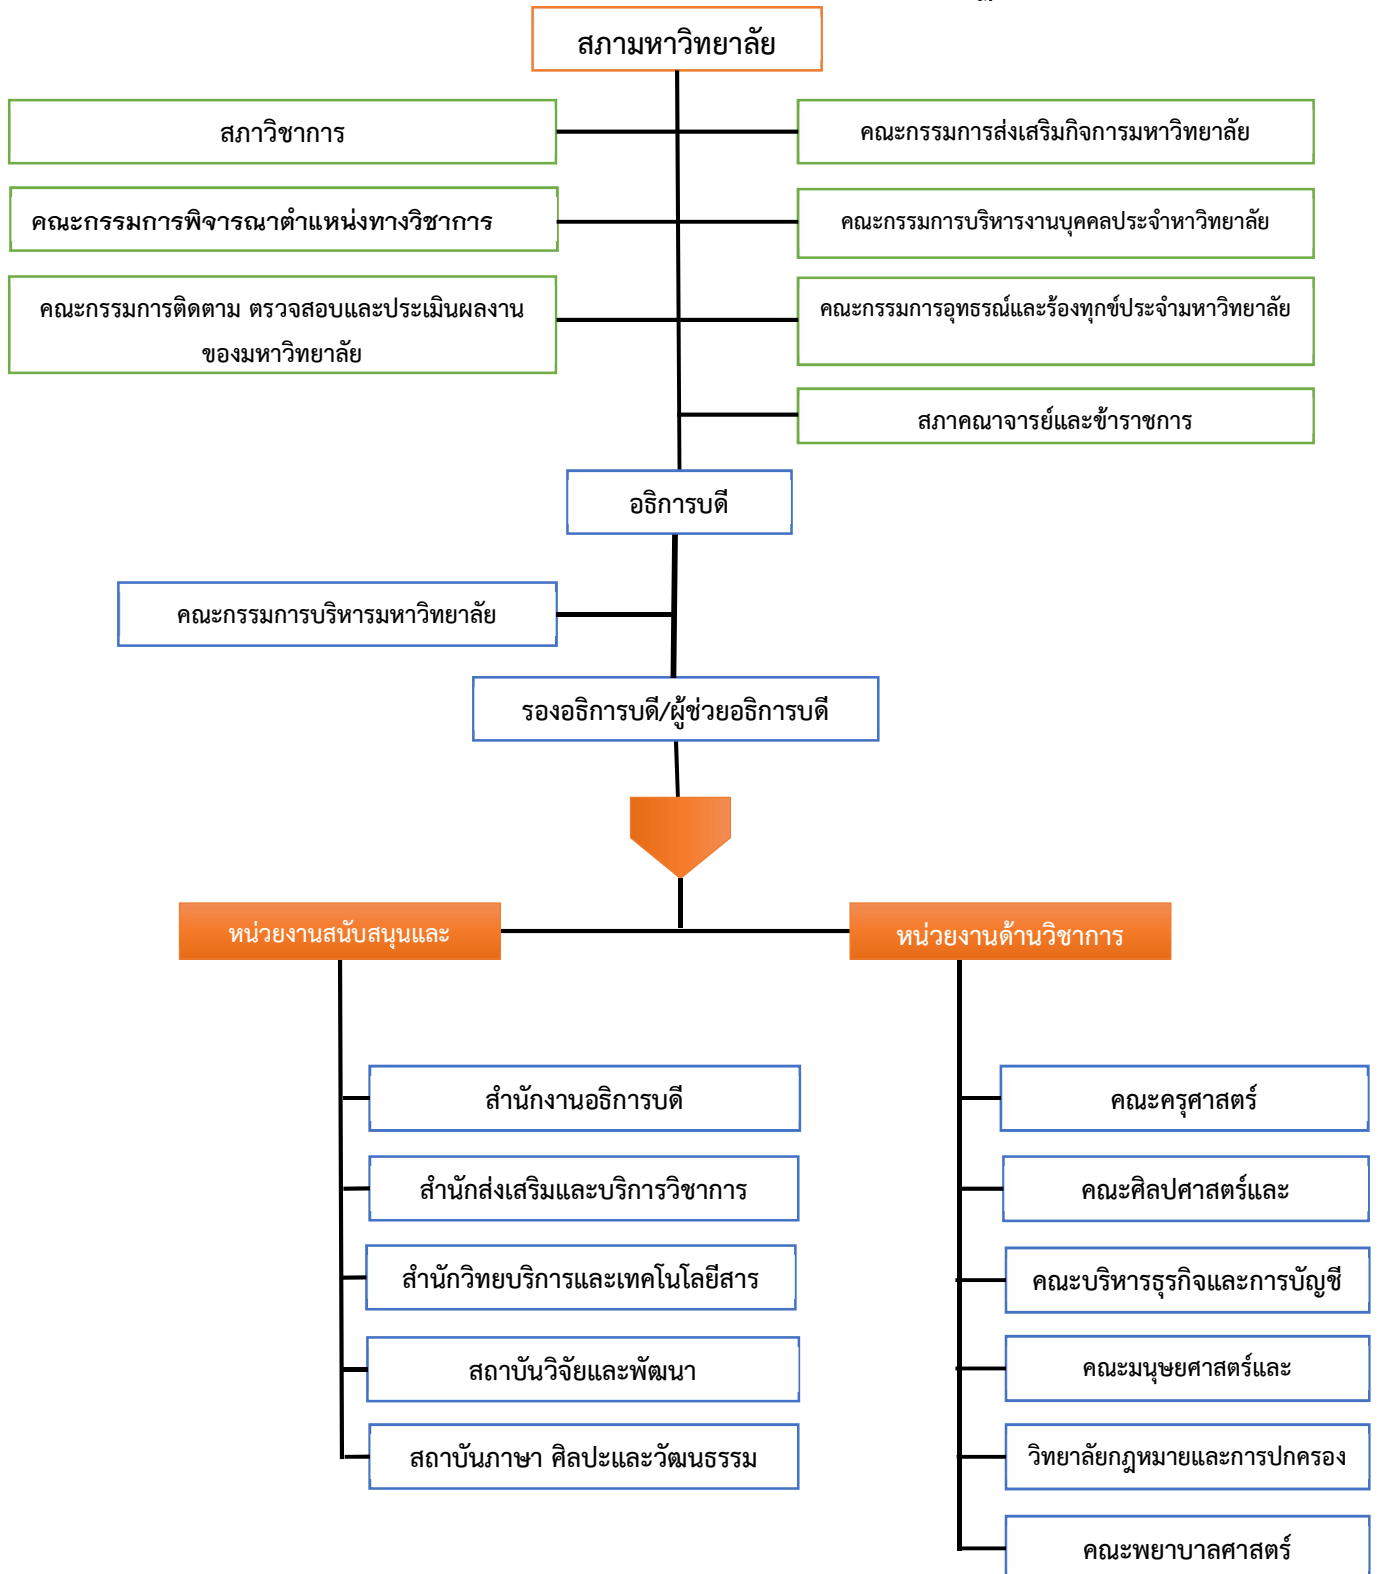 สภามหาวิทยาลัย
สภาวิชาการ
คณะกรรมการส่งเสริมกิจการมหาวิทยาลัย
คณะกรรมการพิจารณาตำแหน่งทางวิชาการ
คณะกรรมการบริหารงานบุคคลประจำหาวิทยาลัย
คณะกรรมการติดตาม ตรวจสอบและประเมินผลงาน
ของมหาวิทยาลัย
คณะกรรมการอุทธรณ์และร้องทุกข์ประจำมหาวิทยาลัย
สภาคณาจารย์และข้าราชการ
อธิการบดี
คณะกรรมการบริหารมหาวิทยาลัย
รองอธิการบดี/ผู้ช่วยอธิการบดี
หน่วยงานสนับสนุนและ
หน่วยงานด้านวิชาการ
สำนักงานอธิการบดี
สำนักส่งเสริมและบริการวิชาการ
สำนักวิทยบริการและเทคโนโลยีสาร
สถาบันวิจัยและพัฒนา
สถาบันภาษา ศิลปะและวัฒนธรรม
คณะครุศาสตร์
คณะศิลปศาสตร์และ
คณะบริหารธุรกิจและการบัญชี
คณะมนุษยศาสตร์และ
วิทยาลัยกฎหมายและการปกครอง
คณะพยาบาลศาสตร์